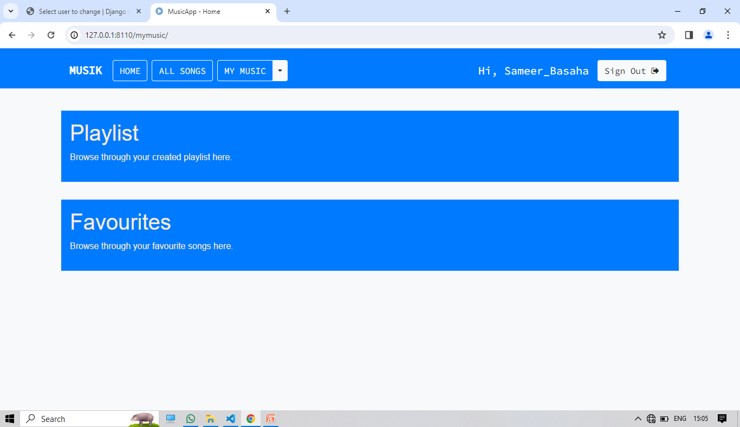 Select user to change | Django
MusicApp - Home
127.0.0.1:8110/mymusic/
MUSIK HOME ALL SONGS MY MUSIC Hi, Sameer_Basaha Sign Out
Playlist
Browse through your created playlist here.
Favourites
Browse through your favourite songs here.
Search ENG 15:05